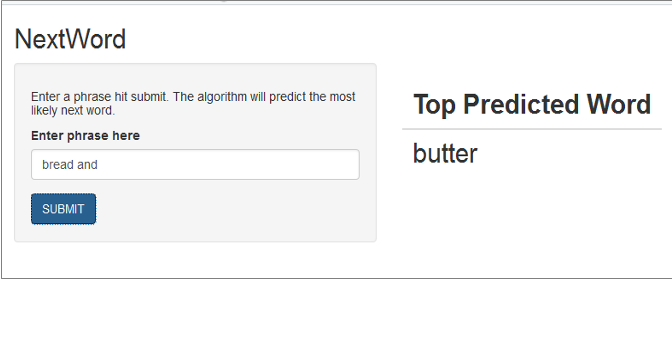 NextWord
Enter a phrase hit submit. The algorithm will predict the most
likely next word.
Enter phrase here
bread and
SUBMIT
Top Predicted Word
butter